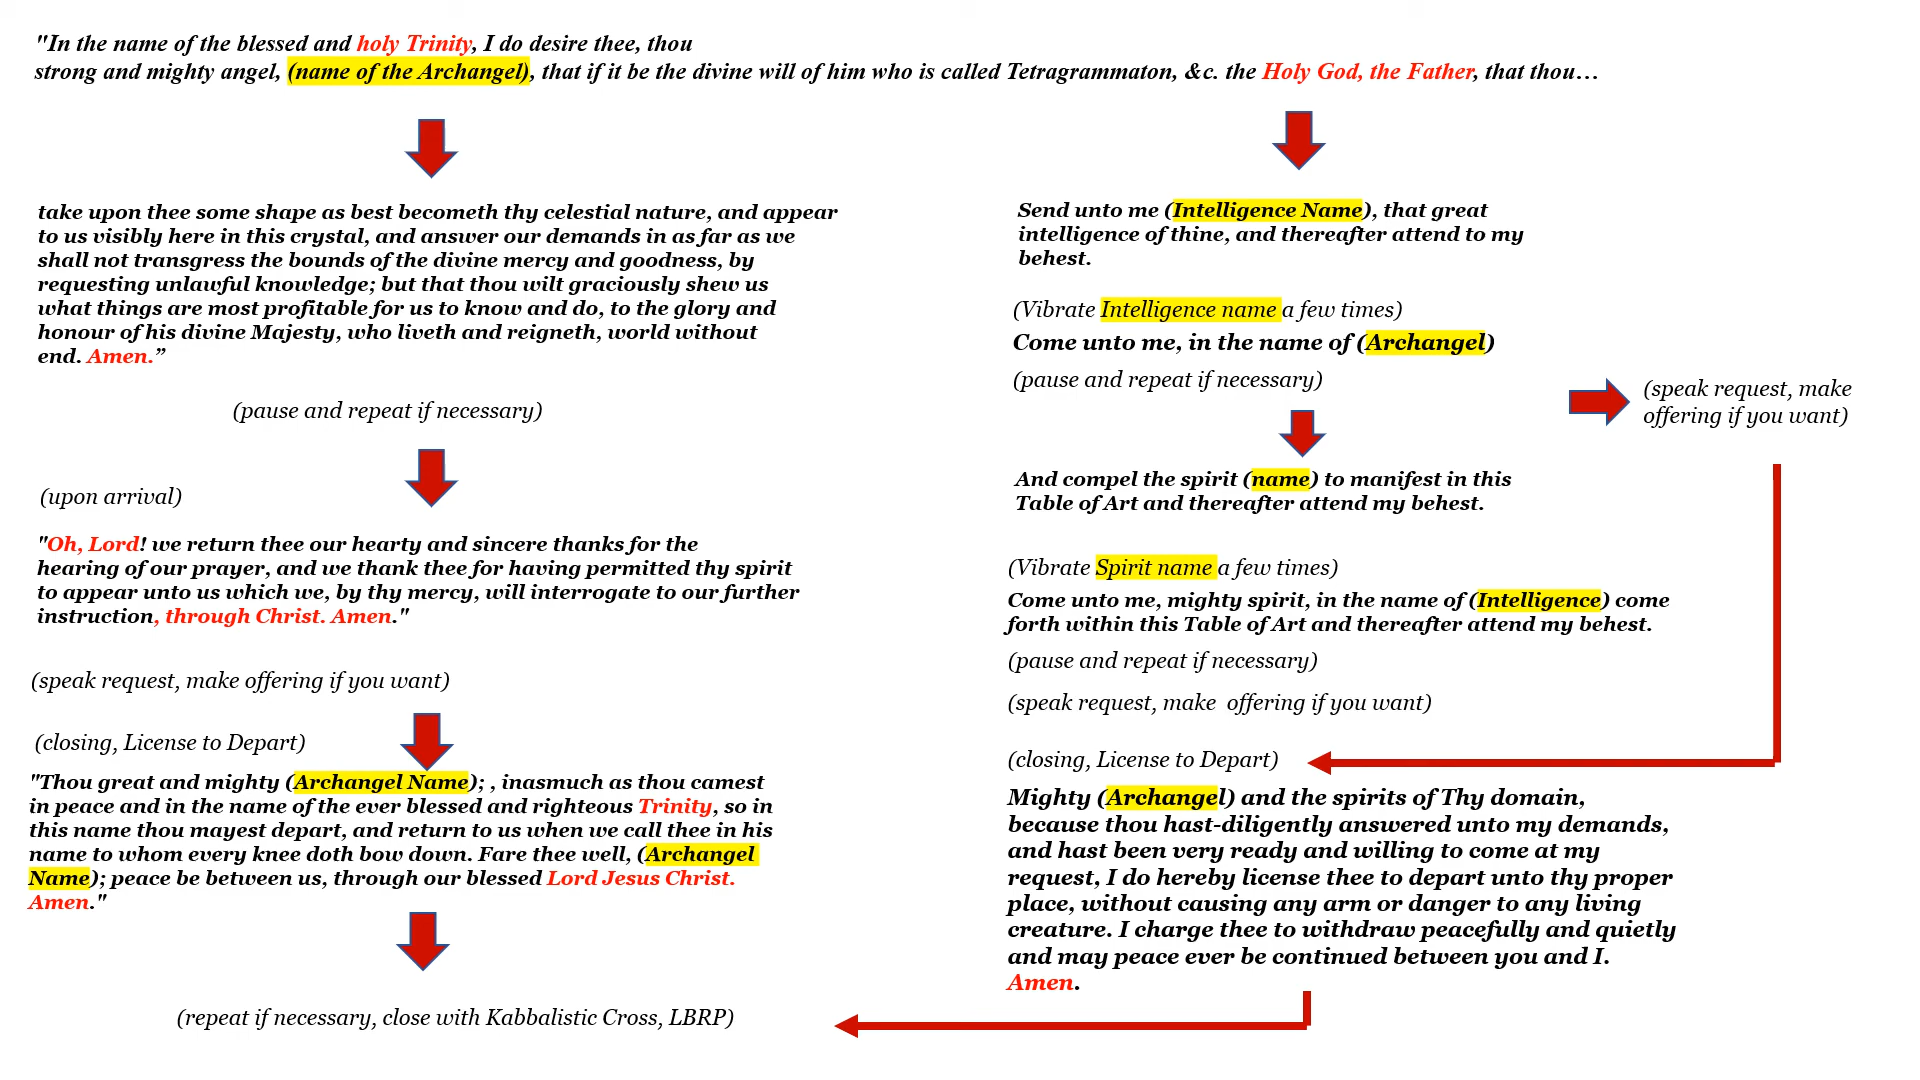 "In the name of the blessed and holy Trinity, I do desire thee, thou
strong and mighty angel, (name of the Archangel), that if it be the divine will of him who is called Tetragrammaton, &c. the Holy God, the Father, that thou…
take upon thee some shape as best becometh thy celestial nature, and appear
to us visibly here in this crystal, and answer our demands in as far as we
shall not transgress the bounds of the divine mercy and goodness, by
requesting unlawful knowledge; but that thou wilt graciously shew us
what things are most profitable for us to know and do, to the glory and
honour of his divine Majesty, who liveth and reigneth, world without
end. Amen.”
(pause and repeat if necessary)
(upon arrival)
"Oh, Lord! we return thee our hearty and sincere thanks for the
hearing of our prayer, and we thank thee for having permitted thy spirit
to appear unto us which we, by thy mercy, will interrogate to our further
instruction, through Christ. Amen."
(speak request, make offering if you want)
(closing, License to Depart)
"Thou great and mighty (Archangel Name); , inasmuch as thou camest
in peace and in the name of the ever blessed and righteous Trinity, so in
this name thou mayest depart, and return to us when we call thee in his
name to whom every knee doth bow down. Fare thee well, (Archangel
Name); peace be between us, through our blessed Lord Jesus Christ.
Amen."
(repeat if necessary, close with Kabbalistic Cross, LBRP)
Send unto me (Intelligence Name), that great
intelligence of thine, and thereafter attend to my
behest.
(Vibrate Intelligence name a few times)
Come unto me, in the name of (Archangel)
(pause and repeat if necessary)
(speak request, make
offering if you want)
And compel the spirit (name) to manifest in this
Table of Art and thereafter attend my behest.
(Vibrate Spirit name a few times)
Come unto me, mighty spirit, in the name of (Intelligence) come
forth within this Table of Art and thereafter attend my behest.
(pause and repeat if necessary)
(speak request, make  offering if you want)
(closing, License to Depart)
Mighty (Archangel) and the spirits of Thy domain,
because thou hast-diligently answered unto my demands,
and hast been very ready and willing to come at my
request, I do hereby license thee to depart unto thy proper
place, without causing any arm or danger to any living
creature. I charge thee to withdraw peacefully and quietly
and may peace ever be continued between you and I.
Amen.